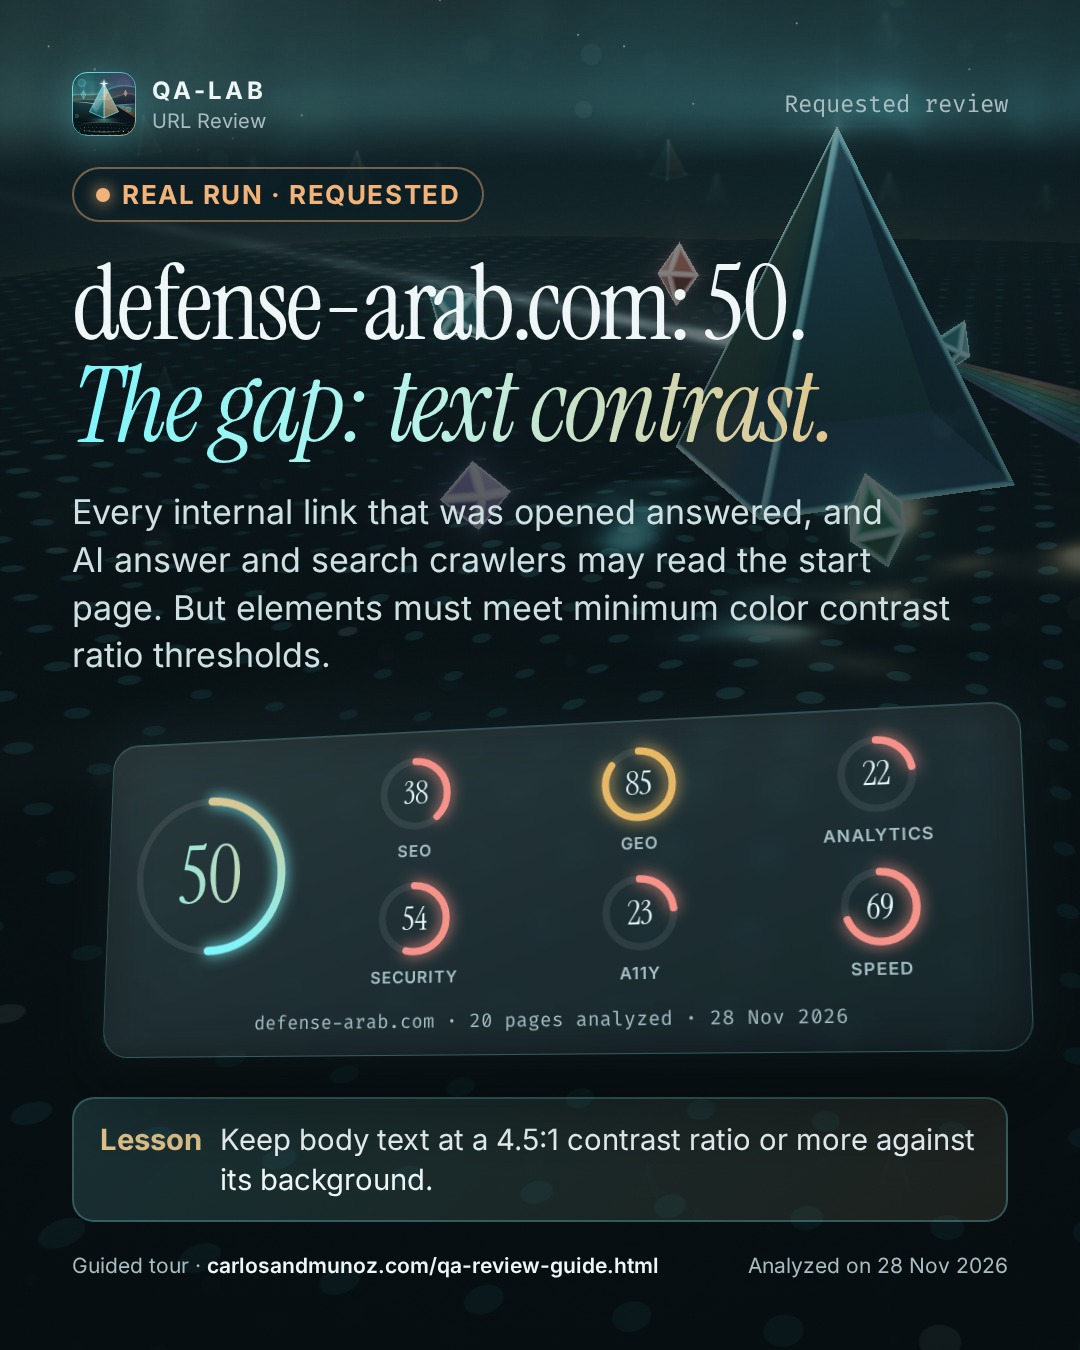 QA-LAB
URL Review
Requested review
REAL RUN · REQUESTED
defense-arab.com: 50.
The gap: text contrast.
Every internal link that was opened answered, and
AI answer and search crawlers may read the start
page. But elements must meet minimum color contrast
ratio thresholds.
50
38
SEO
85
GEO
22
ANALYTICS
54
SECURITY
23
A11Y
69
SPEED
defense-arab.com · 20 pages analyzed · 28 Nov 2026
Lesson Keep body text at a 4.5:1 contrast ratio or more against
its background.
Guided tour · carlosandmunoz.com/qa-review-guide.html
Analyzed on 28 Nov 2026